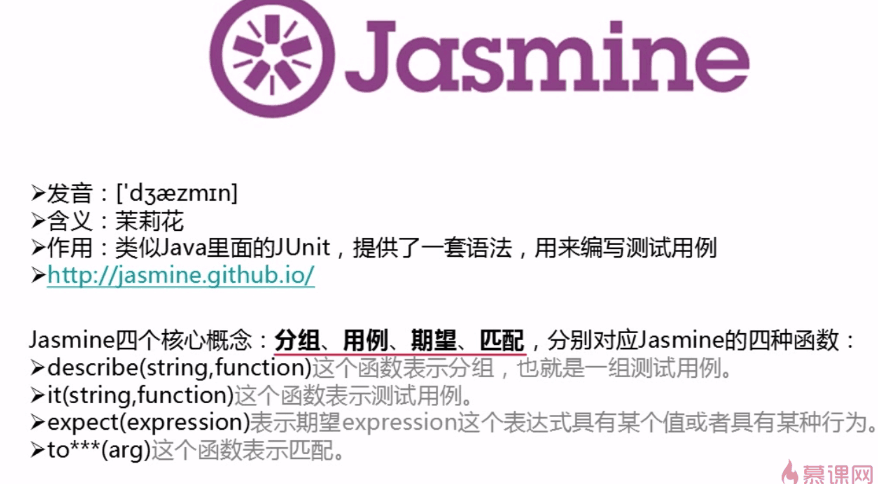 Jasmine
➢发音：['dʒæzmɪn]
➢含义：茉莉花
➢作用：类似Java里面的JUnit，提供了一套语法，用来编写测试用例
➢http://jasmine.github.io/
Jasmine四个核心概念：分组、用例、期望、匹配，分别对应Jasmine的四种函数：
➢describe(string,function)这个函数表示分组，也就是一组测试用例。
➢it(string,function)这个函数表示测试用例。
➢expect(expression)表示期望expression这个表达式具有某个值或者具有某种行为。
➢to***(arg)这个函数表示匹配。
慕课网